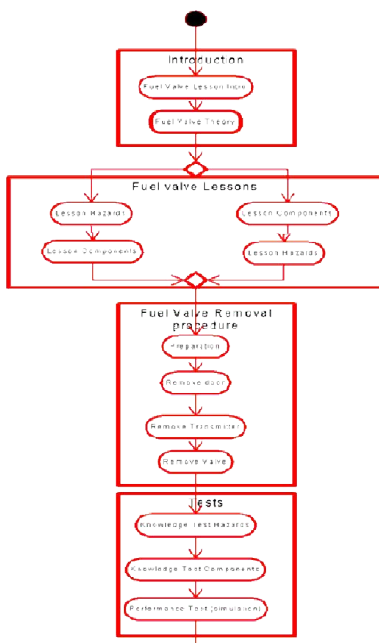 Introduction
Fuel Valve Lesson Intro
Fuel Valve Theory
Fuel valve Lessons
Lesson Hazards
Lesson Components
Lesson Components
Lesson Hazards
Fuel Valve Removal
procedure
Preparation
Remove door
Remove Transmitter
Remove Valve
Tests
Knowledge Test Hazards
Knowledge Test Components
Performance Test (simulation)